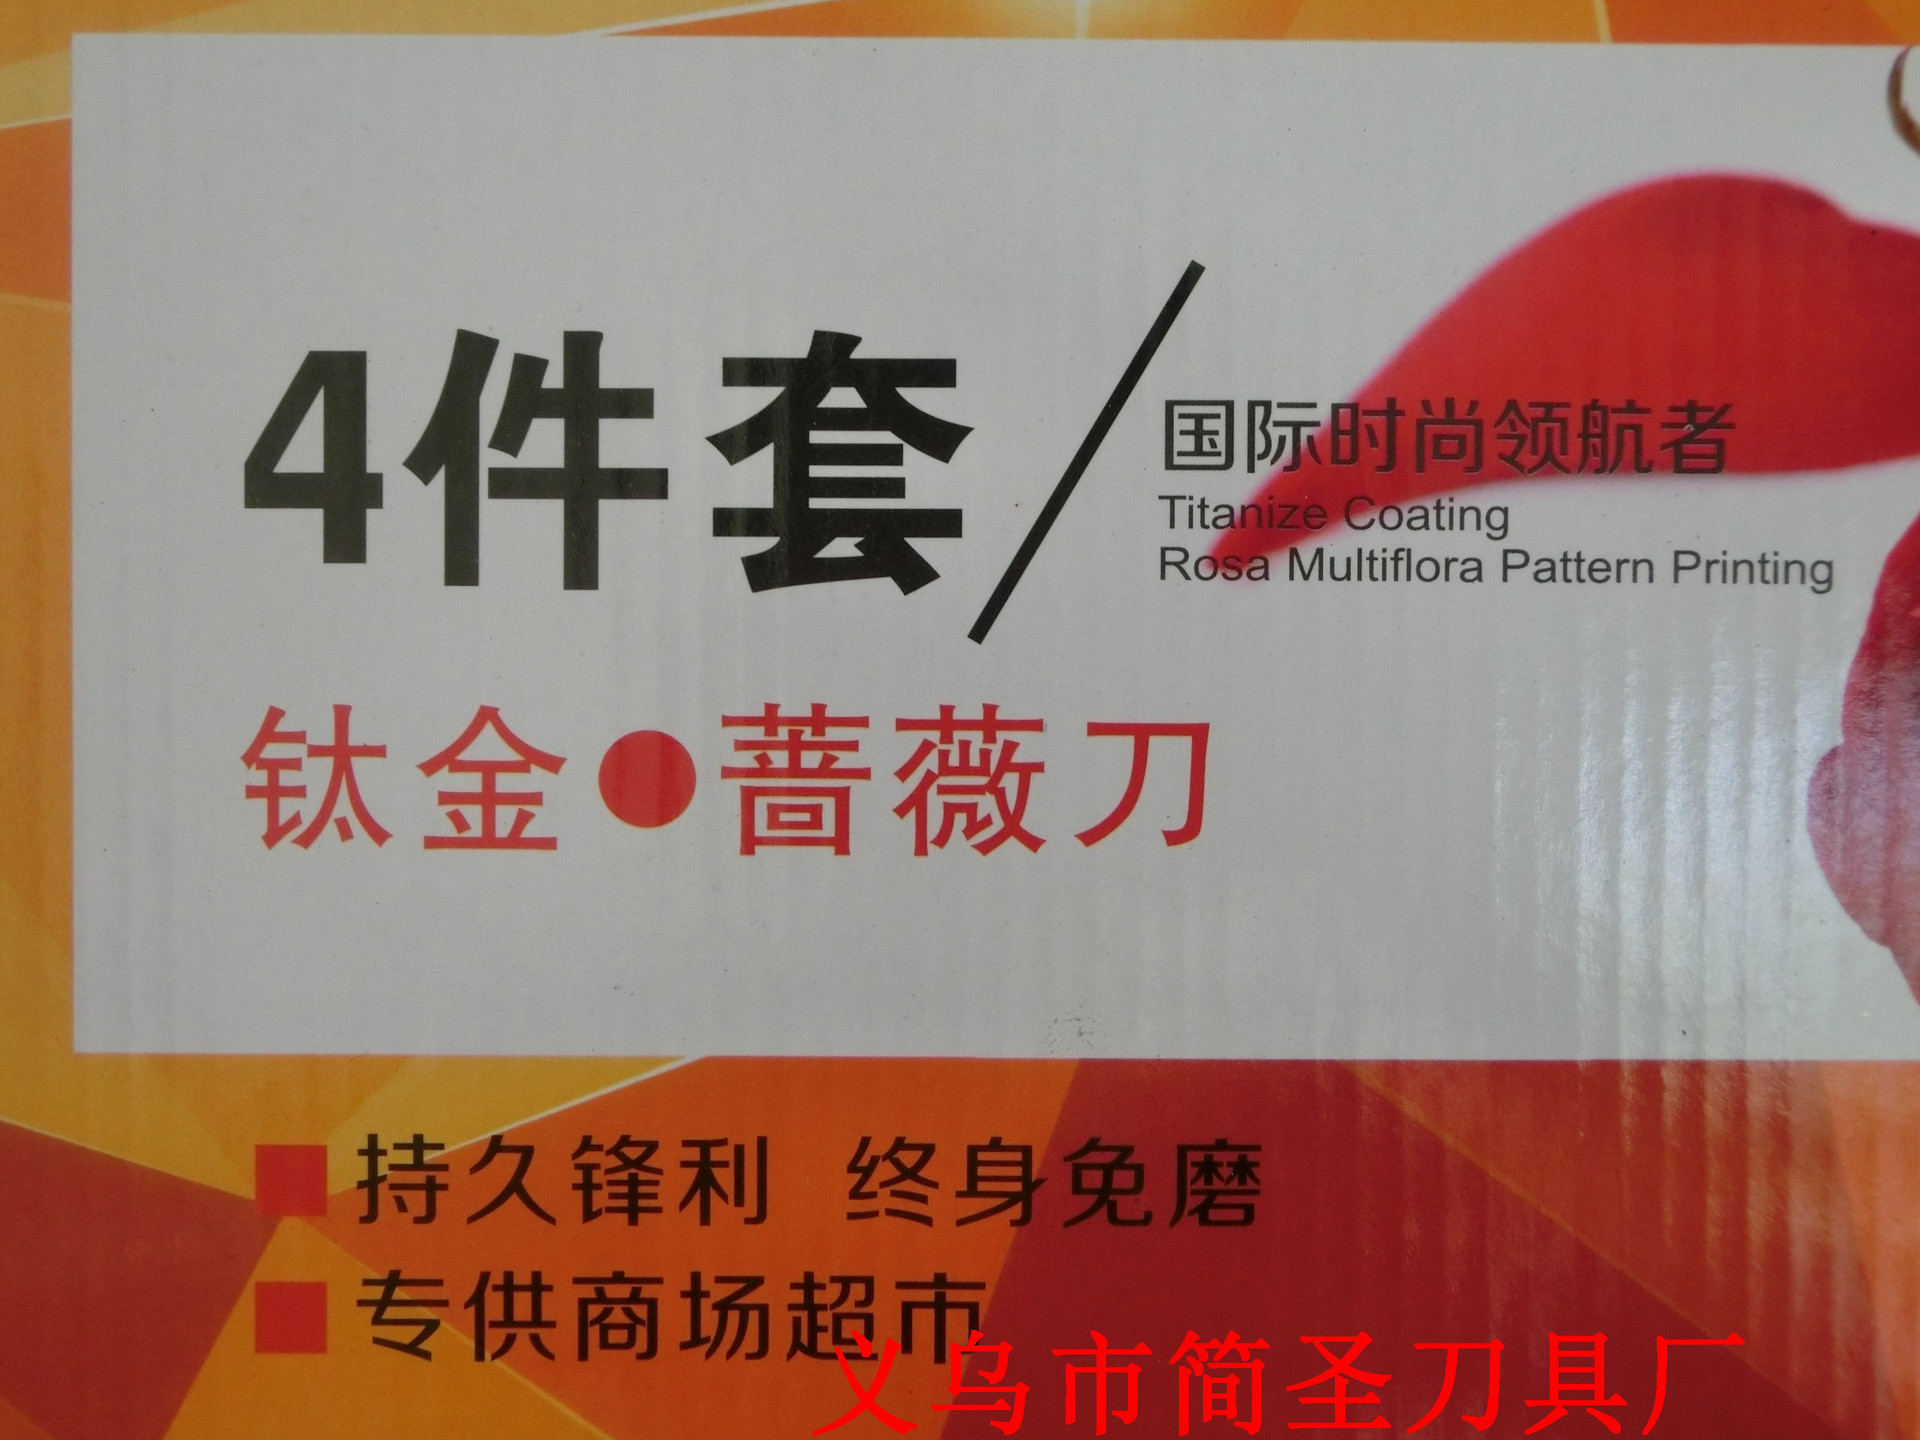 4件套
国际时尚领航者
Titanize Coating
Rosa Multiflora Pattern Printing
钛金●蔷薇刀
■持久锋利 终身免磨
■专供商场超市
义乌市简圣刀具厂